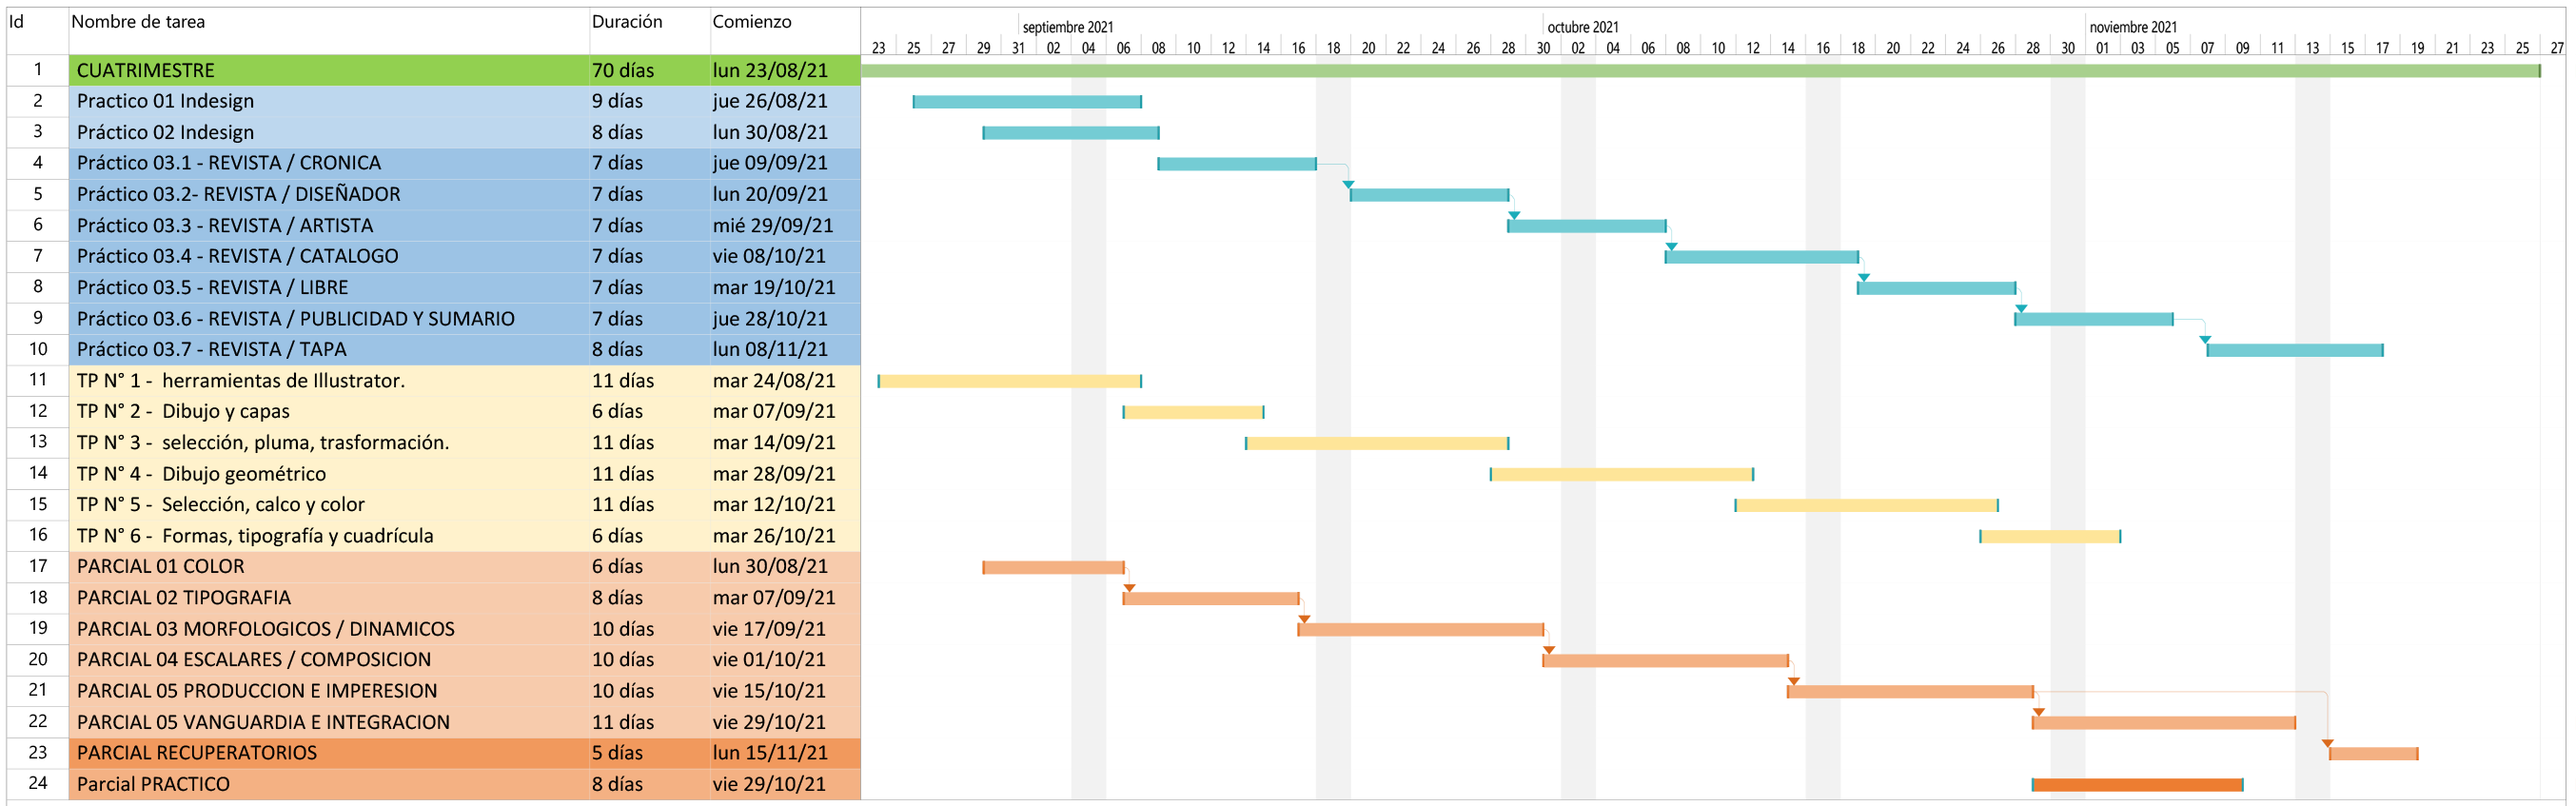 Id Nombre de tarea Duración Comienzo septiembre 2021 octubre 2021 noviembre 2021
23 25 27 29 31 02 04 06 08 10 12 14 16 18 20 22 24 26 28 30 02 04 06 08 10 12 14 16 18 20 22 24 26 28 30 01 03 05 07 09 11 13 15 17 19 21 23 25 27
1 CUATRIMESTRE 70 días lun 23/08/21
2 Practico 01 Indesign 9 días jue 26/08/21
3 Práctico 02 Indesign 8 días lun 30/08/21
4 Práctico 03.1 - REVISTA / CRONICA 7 días jue 09/09/21
5 Práctico 03.2- REVISTA / DISEÑADOR 7 días lun 20/09/21
6 Práctico 03.3 - REVISTA / ARTISTA 7 días mié 29/09/21
7 Práctico 03.4 - REVISTA / CATALOGO 7 días vie 08/10/21
8 Práctico 03.5 - REVISTA / LIBRE 7 días mar 19/10/21
9 Práctico 03.6 - REVISTA / PUBLICIDAD Y SUMARIO 7 días jue 28/10/21
10 Práctico 03.7 - REVISTA / TAPA 8 días lun 08/11/21
11 TP N° 1 - herramientas de Illustrator. 11 días mar 24/08/21
12 TP N° 2 - Dibujo y capas 6 días mar 07/09/21
13 TP N° 3 - selección, pluma, trasformación. 11 días mar 14/09/21
14 TP N° 4 - Dibujo geométrico 11 días mar 28/09/21
15 TP N° 5 - Selección, calco y color 11 días mar 12/10/21
16 TP N° 6 - Formas, tipografía y cuadrícula 6 días mar 26/10/21
17 PARCIAL 01 COLOR 6 días lun 30/08/21
18 PARCIAL 02 TIPOGRAFIA 8 días mar 07/09/21
19 PARCIAL 03 MORFOLOGICOS / DINAMICOS 10 días vie 17/09/21
20 PARCIAL 04 ESCALARES / COMPOSICION 10 días vie 01/10/21
21 PARCIAL 05 PRODUCCION E IMPERESION 10 días vie 15/10/21
22 PARCIAL 05 VANGUARDIA E INTEGRACION 11 días vie 29/10/21
23 PARCIAL RECUPERATORIOS 5 días lun 15/11/21
24 Parcial PRACTICO 8 días vie 29/10/21